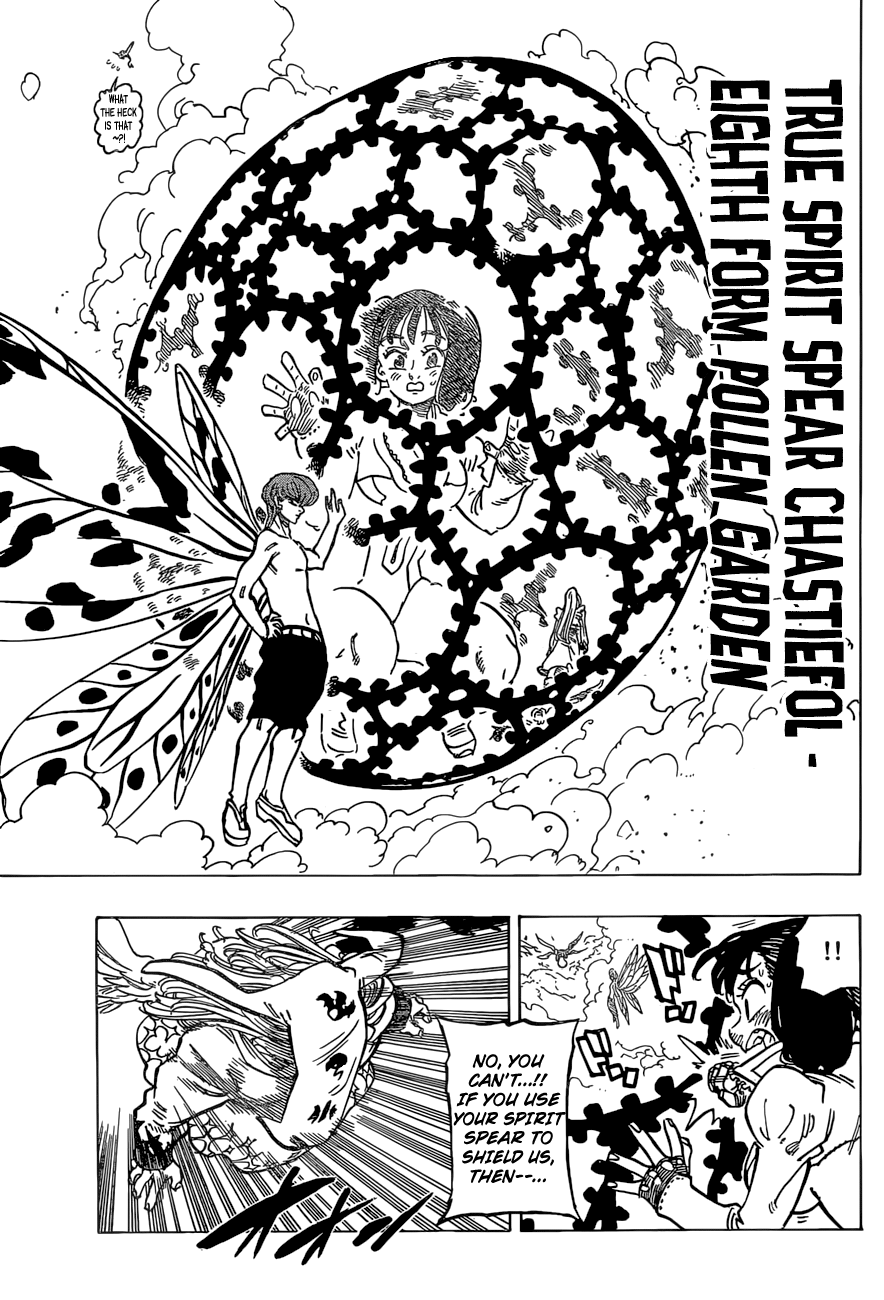 TRUE SPIRIT SPEAR CHASTIEFOL -
EIGHTH FORM POLLEN GARDEN
WHAT
THE HECK
IS THAT
~?!
!!
NO, YOU
CAN'T...!!
IF YOU USE
YOUR SPIRIT
SPEAR TO
SHIELD US,
THEN--...